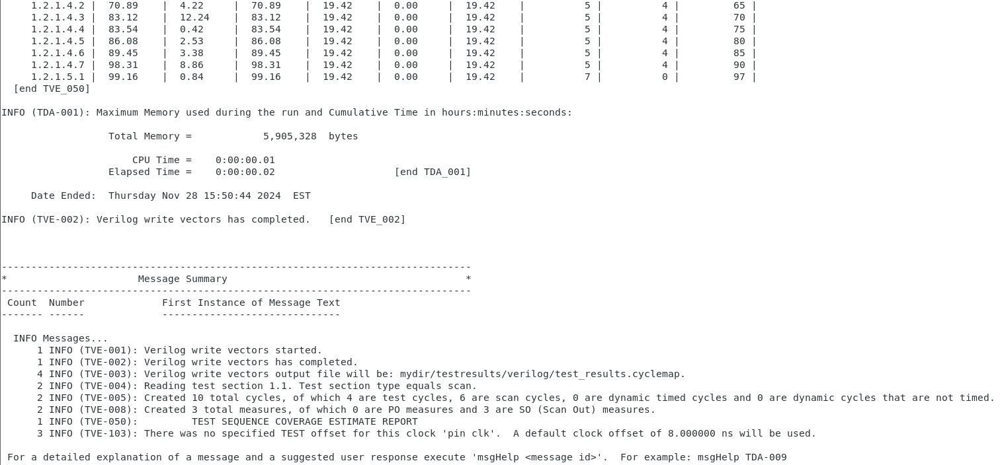 1.2.1.4.2 | 70.89 | 4.22 | 70.89 | 19.42 | 0.00 | 19.42 | 5 | 4 | 65 |
1.2.1.4.3 | 83.12 | 12.24 | 83.12 | 19.42 | 0.00 | 19.42 | 5 | 4 | 70 |
1.2.1.4.4 | 83.54 | 0.42 | 83.54 | 19.42 | 0.00 | 19.42 | 5 | 4 | 75 |
1.2.1.4.5 | 86.08 | 2.53 | 86.08 | 19.42 | 0.00 | 19.42 | 5 | 4 | 80 |
1.2.1.4.6 | 89.45 | 3.38 | 89.45 | 19.42 | 0.00 | 19.42 | 5 | 4 | 85 |
1.2.1.4.7 | 98.31 | 8.86 | 98.31 | 19.42 | 0.00 | 19.42 | 5 | 4 | 90 |
1.2.1.5.1 | 99.16 | 0.84 | 99.16 | 19.42 | 0.00 | 19.42 | 7 | 0 | 97 |
[end TVE_050]
INFO (TDA-001): Maximum Memory used during the run and Cumulative Time in hours:minutes:seconds:
Total Memory = 5,905,328 bytes
CPU Time = 0:00:00.01
Elapsed Time = 0:00:00.02 [end TDA_001]
Date Ended: Thursday Nov 28 15:50:44 2024 EST
INFO (TVE-002): Verilog write vectors has completed. [end TVE_002]
-------------------------------------------------------------------------------
* Message Summary *
-------------------------------------------------------------------------------
Count Number First Instance of Message Text
------- ------ ------------------------------
INFO Messages...
1 INFO (TVE-001): Verilog write vectors started.
1 INFO (TVE-002): Verilog write vectors has completed.
4 INFO (TVE-003): Verilog write vectors output file will be: mydir/testresults/verilog/test_results.cyclemap.
2 INFO (TVE-004): Reading test section 1.1. Test section type equals scan.
2 INFO (TVE-005): Created 10 total cycles, of which 4 are test cycles, 6 are scan cycles, 0 are dynamic timed cycles and 0 are dynamic cycles that are not timed.
2 INFO (TVE-008): Created 3 total measures, of which 0 are PO measures and 3 are SO (Scan Out) measures.
1 INFO (TVE-050): TEST SEQUENCE COVERAGE ESTIMATE REPORT
3 INFO (TVE-103): There was no specified TEST offset for this clock 'pin clk'. A default clock offset of 8.000000 ns will be used.
For a detailed explanation of a message and a suggested user response execute 'msgHelp <message id>'. For example: msgHelp TDA-009